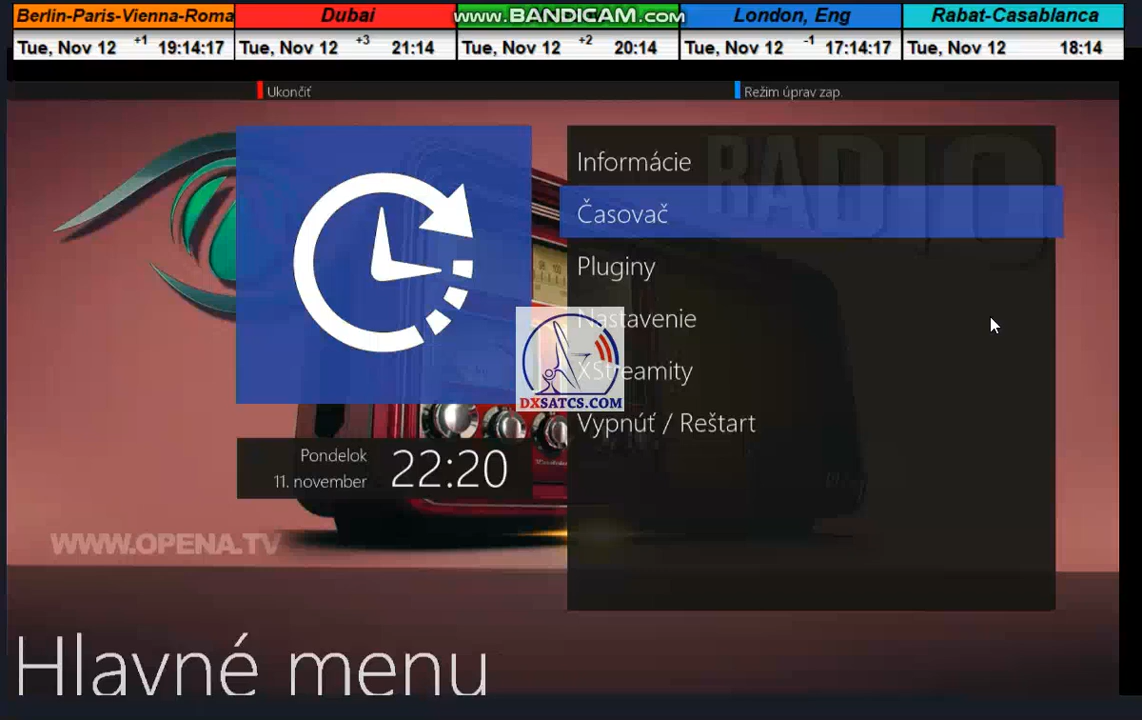 Berlin-Paris-Vienna-Roma
Dubai
WWW.BANDICAM.COM
London, Eng
Rabat-Casablanca
Tue, Nov 12 +1 19:14:17
Tue, Nov 12 +3 21:14
Tue, Nov 12 +2 20:14
Tue, Nov 12 -1 17:14:17
Tue, Nov 12 18:14
Ukončiť
Režim úprav zap.
RADIO
Informácie
Časovač
Pluginy
Nastavenie
XStreamity
DXSATCS.COM
Vypnúť / Reštart
Pondelok
11. november
22:20
WWW.OPENA.TV
Hlavné menu